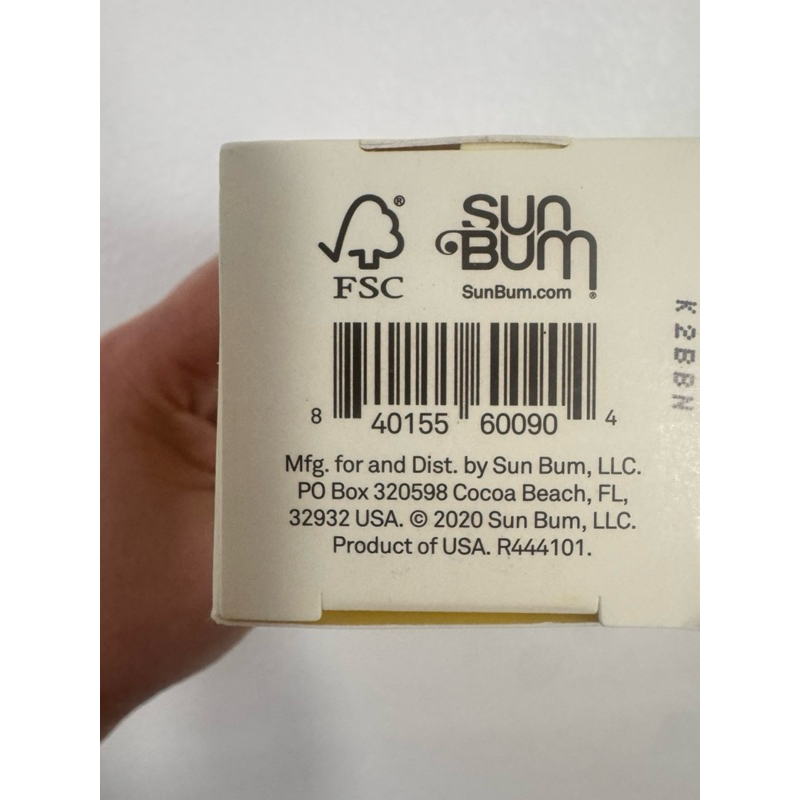 FSC®
SUN
BUM
SunBum.com ®
8 40155 60090 4
Mfg. for and Dist. by Sun Bum, LLC.
PO Box 320598 Cocoa Beach, FL,
32932 USA. © 2020 Sun Bum, LLC.
Product of USA. R444101.
K2BBN